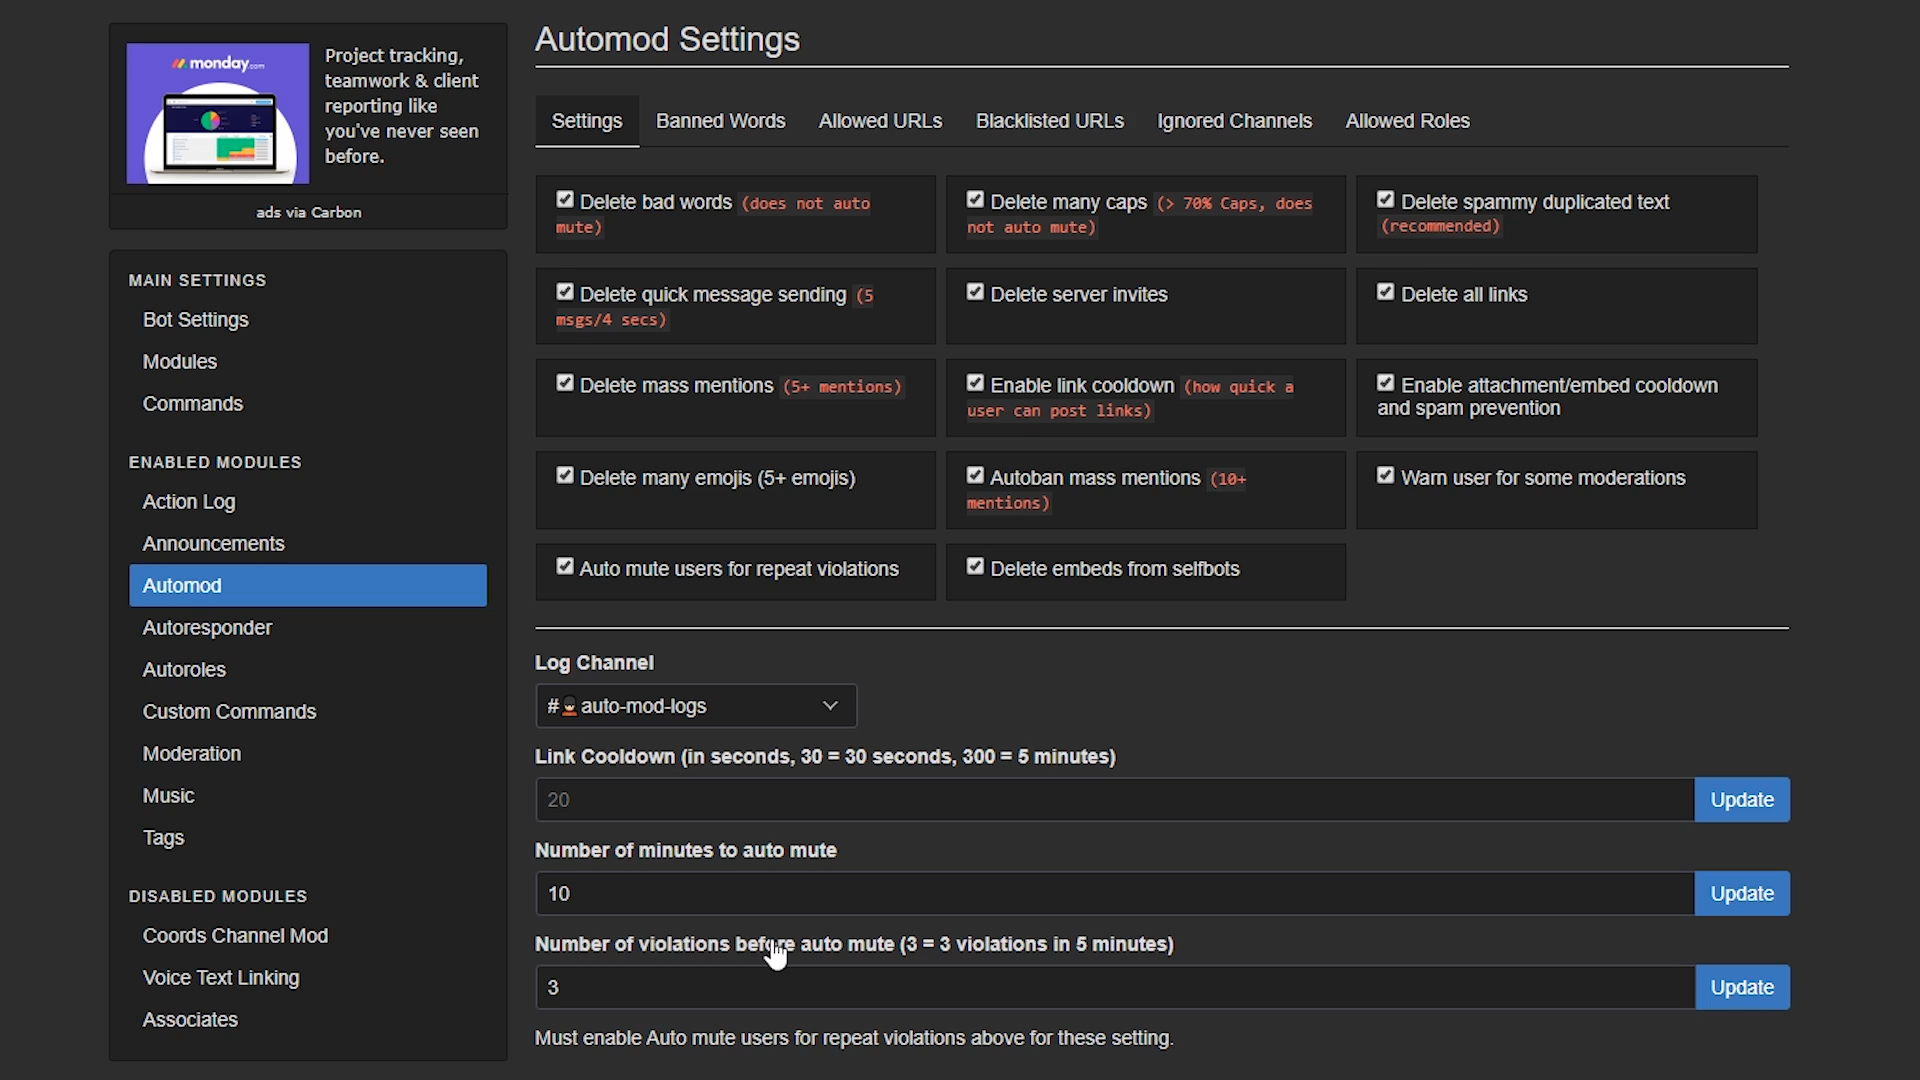 monday.com
Project tracking,
teamwork & client
reporting like
you've never seen
before.
ads via Carbon
MAIN SETTINGS
Bot Settings
Modules
Commands
ENABLED MODULES
Action Log
Announcements
Automod
Autoresponder
Autoroles
Custom Commands
Moderation
Music
Tags
DISABLED MODULES
Coords Channel Mod
Voice Text Linking
Associates
Automod Settings
Settings Banned Words Allowed URLs Blacklisted URLs Ignored Channels Allowed Roles
Delete bad words (does not auto
mute)
Delete many caps (> 70% Caps, does
not auto mute)
Delete spammy duplicated text
(recommended)
Delete quick message sending (5
msgs/4 secs)
Delete server invites
Delete all links
Delete mass mentions (5+ mentions)
Enable link cooldown (how quick a
user can post links)
Enable attachment/embed cooldown
and spam prevention
Delete many emojis (5+ emojis)
Autoban mass mentions (10+
mentions)
Warn user for some moderations
Auto mute users for repeat violations
Delete embeds from selfbots
Log Channel
# auto-mod-logs
Link Cooldown (in seconds, 30 = 30 seconds, 300 = 5 minutes)
20 Update
Number of minutes to auto mute
10 Update
Number of violations before auto mute (3 = 3 violations in 5 minutes)
3 Update
Must enable Auto mute users for repeat violations above for these setting.